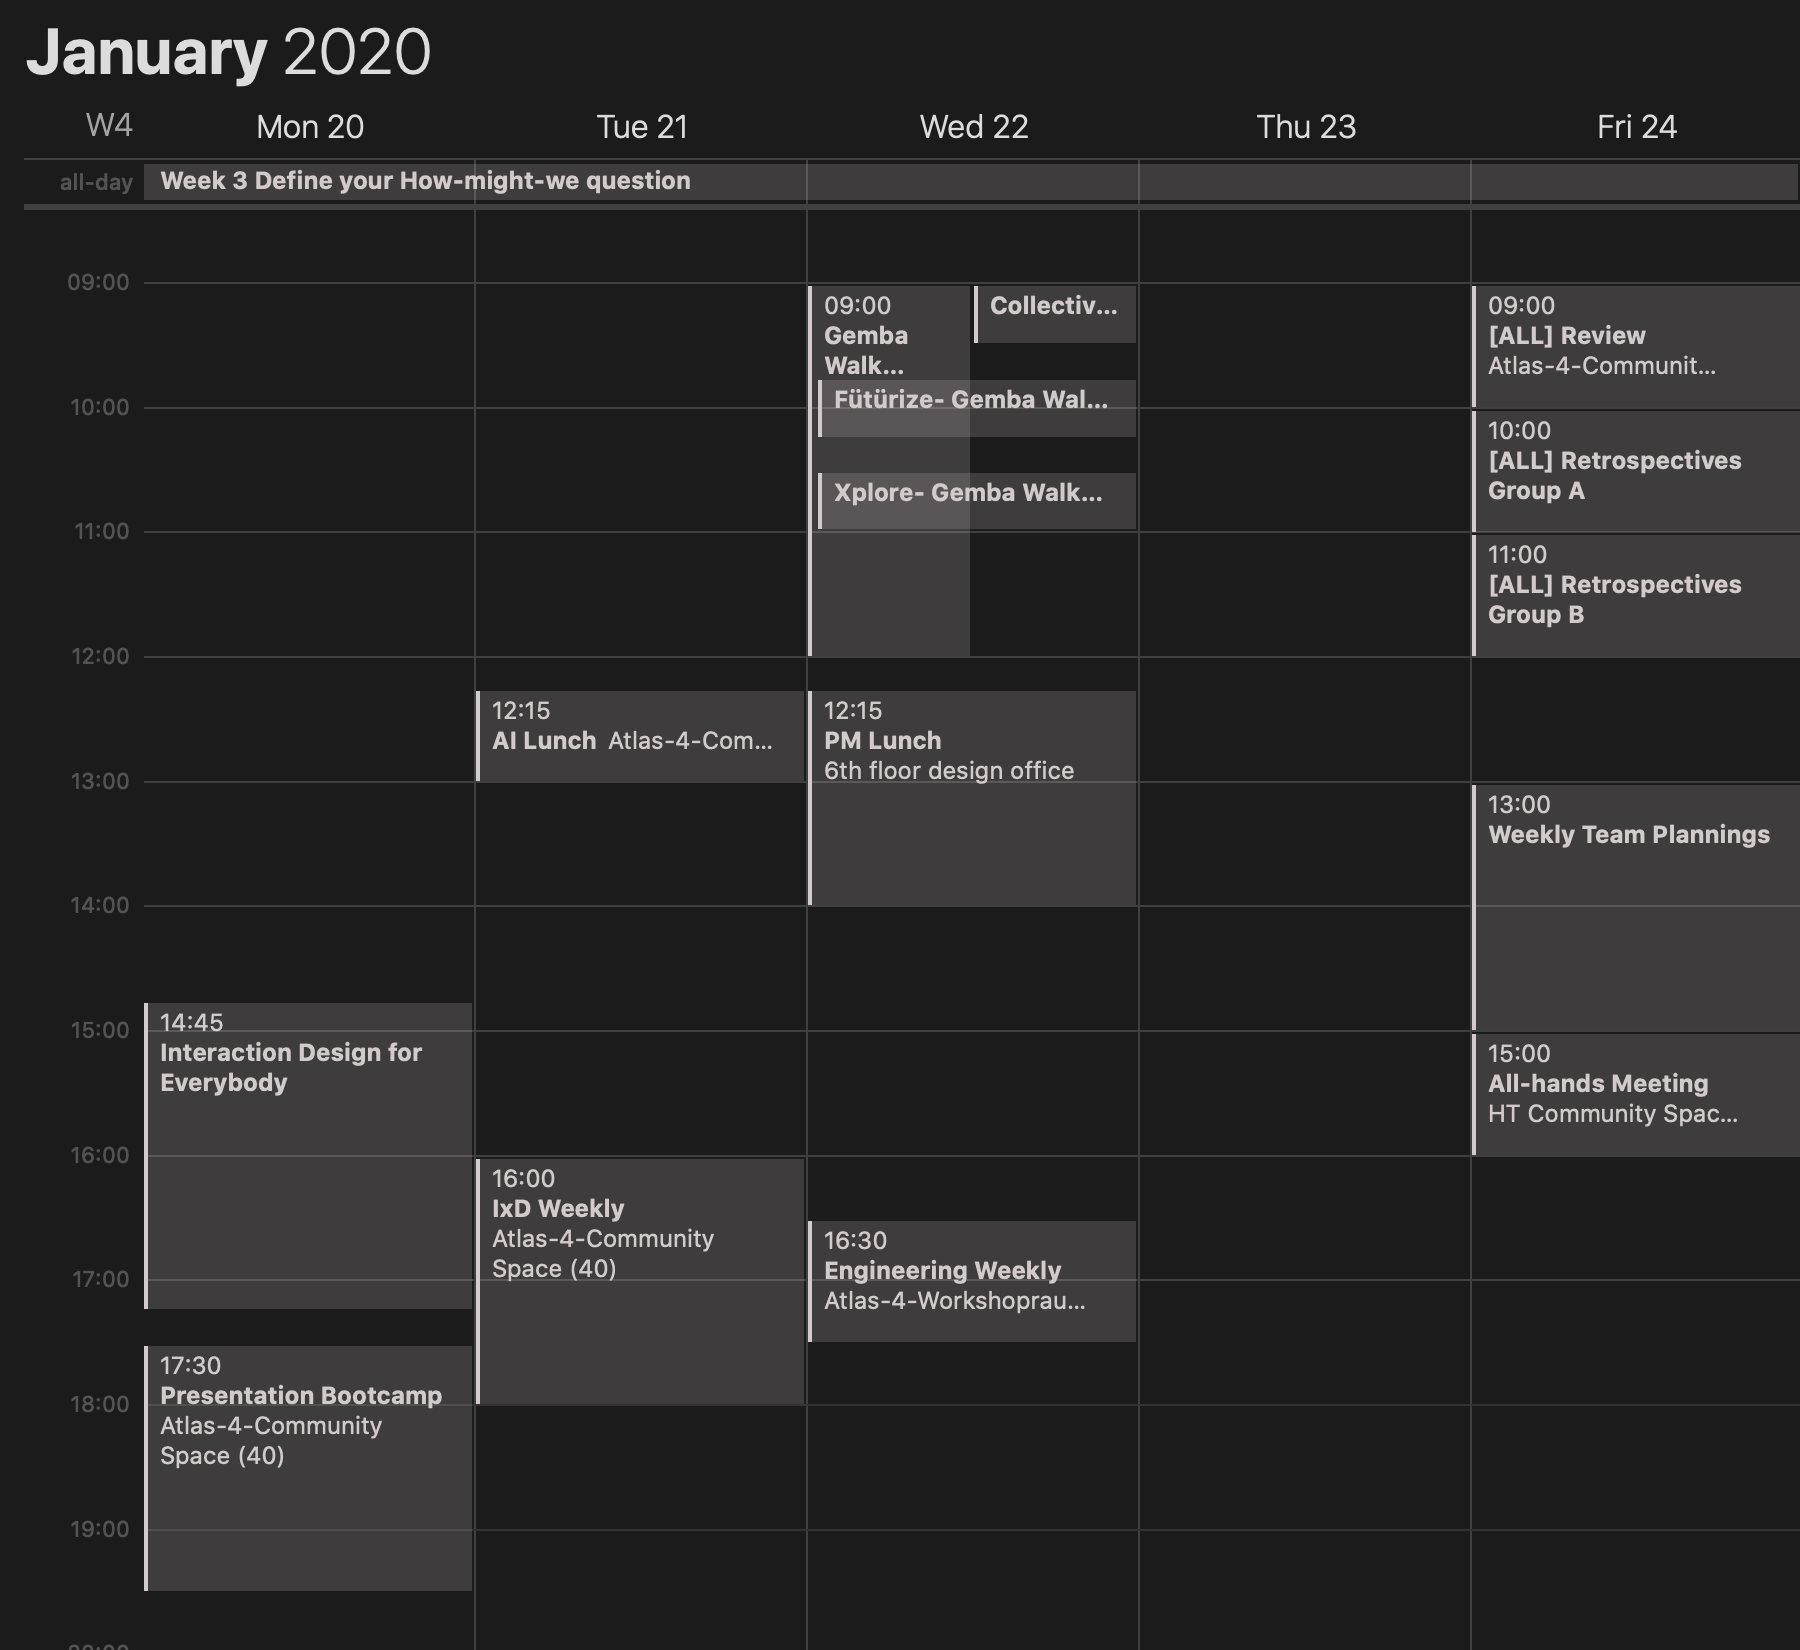 January 2020
W4 Mon 20 Tue 21 Wed 22 Thu 23 Fri 24
all-day Week 3 Define your How-might-we question
09:00
10:00
11:00
12:00
13:00
14:00
15:00
16:00
17:00
18:00
19:00
14:45
Interaction Design for
Everybody
17:30
Presentation Bootcamp
Atlas-4-Community
Space (40)
12:15
AI Lunch Atlas-4-Com...
16:00
IxD Weekly
Atlas-4-Community
Space (40)
09:00
Gemba
Walk...
Collectiv...
Fütürize- Gemba Wal...
Xplore- Gemba Walk...
12:15
PM Lunch
6th floor design office
16:30
Engineering Weekly
Atlas-4-Workshoprau...
09:00
[ALL] Review
Atlas-4-Communit...
10:00
[ALL] Retrospectives
Group A
11:00
[ALL] Retrospectives
Group B
13:00
Weekly Team Plannings
15:00
All-hands Meeting
HT Community Spac...